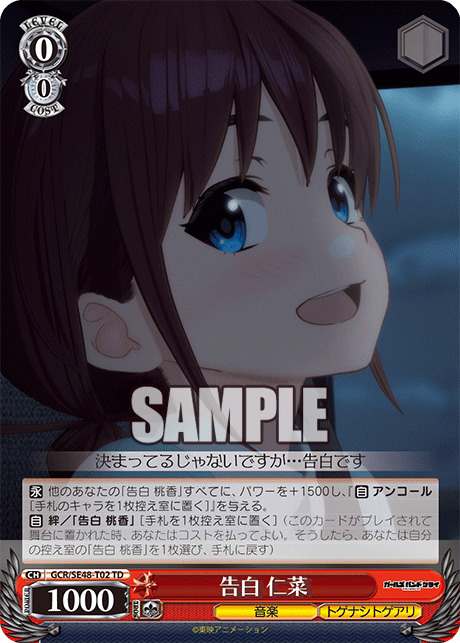 LEVEL
0
0
COST
SAMPLE
決まってるじゃないですか…告白です
永 他のあなたの「告白 桃香」すべてに、パワーを+1500し、『自 アンコール
［手札のキャラを1枚控え室に置く］』を与える。
自 絆／「告白 桃香」［手札を1枚控え室に置く］（このカードがプレイされて
舞台に置かれた時、あなたはコストを払ってよい。そうしたら、あなたは自分
の控え室の「告白 桃香」を1枚選び、手札に戻す）
GH GCR/SE48-T02 TD
POWER
1000
SOUL
告白 仁菜
ガールズバンドクライ
音楽
トゲナシトゲアリ
©東映アニメーション